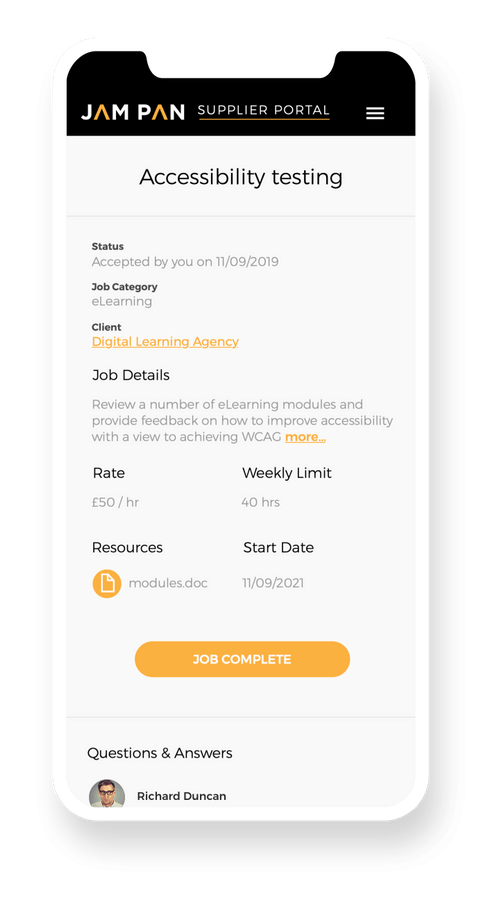 JAM PAN SUPPLIER PORTAL
Accessibility testing
Status
Accepted by you on 11/09/2019
Job Category
eLearning
Client
Digital Learning Agency
Job Details
Review a number of eLearning modules and
provide feedback on how to improve accessibility
with a view to achieving WCAG more...
Rate Weekly Limit
£50 / hr 40 hrs
Resources Start Date
modules.doc 11/09/2021
JOB COMPLETE
Questions & Answers
Richard Duncan